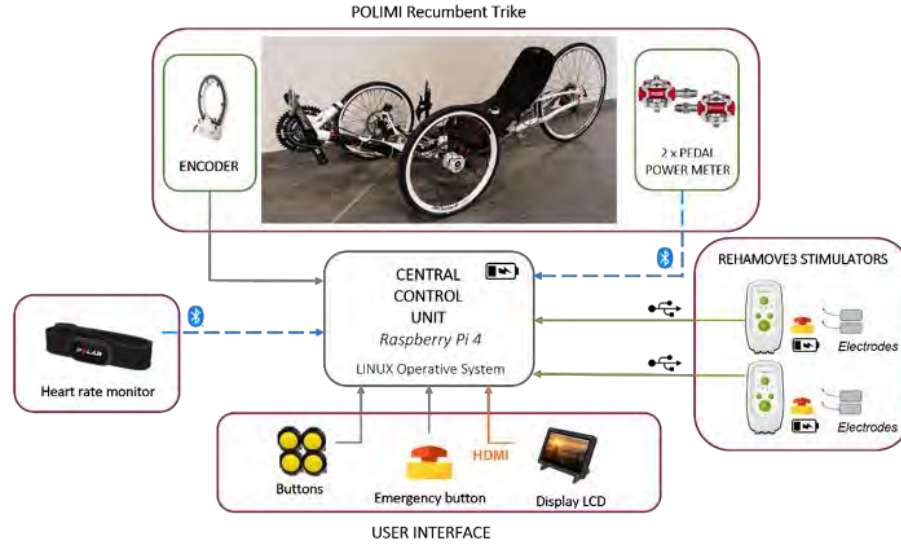 POLIMI Recumbent Trike
ENCODER
2 x PEDAL
POWER METER
CENTRAL
CONTROL
UNIT
Raspberry Pi 4
LINUX Operative System
REHAMOVE3 STIMULATORS
Electrodes
Electrodes
POLAR
Heart rate monitor
HDMI
Buttons
Emergency button
Display LCD
USER INTERFACE